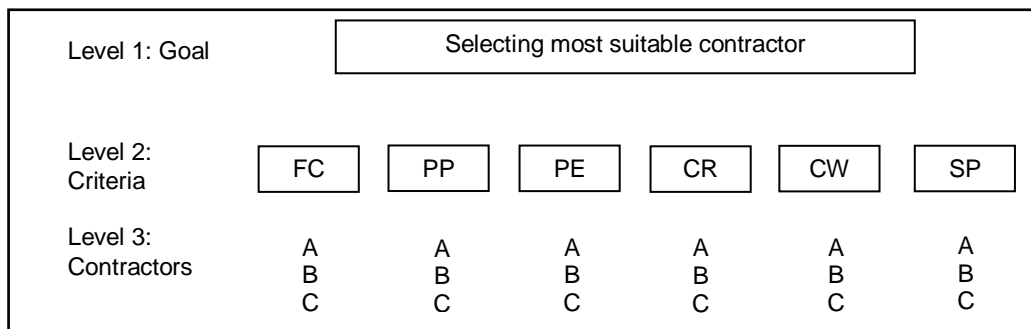 Level 1: Goal
Selecting most suitable contractor
Level 2:
Criteria
FC PP PE CR CW SP
Level 3:
Contractors
A A A A A A
B B B B B B
C C C C C C